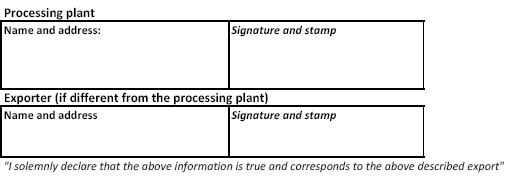 Processing plant
Name and address: Signature and stamp
Exporter (if different from the processing plant)
Name and address Signature and stamp
"I solemnly declare that the above information is true and corresponds to the above described export"